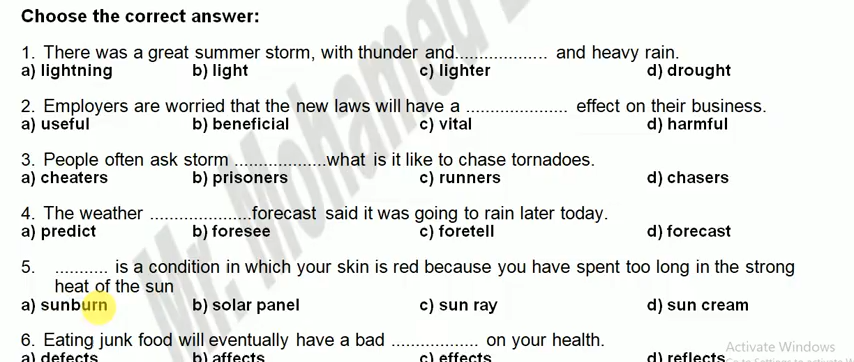 Choose the correct answer:
1. There was a great summer storm, with thunder and................... and heavy rain.
a) lightning b) light c) lighter d) drought
2. Employers are worried that the new laws will have a ..................... effect on their business.
a) useful b) beneficial c) vital d) harmful
3. People often ask storm ...................what is it like to chase tornadoes.
a) cheaters b) prisoners c) runners d) chasers
4. The weather .....................forecast said it was going to rain later today.
a) predict b) foresee c) foretell d) forecast
5. ........... is a condition in which your skin is red because you have spent too long in the strong
heat of the sun
a) sunburn b) solar panel c) sun ray d) sun cream
6. Eating junk food will eventually have a bad .................. on your health.
a) defects b) affects c) effects d) reflects
Mr. Mohamed
Activate Windows